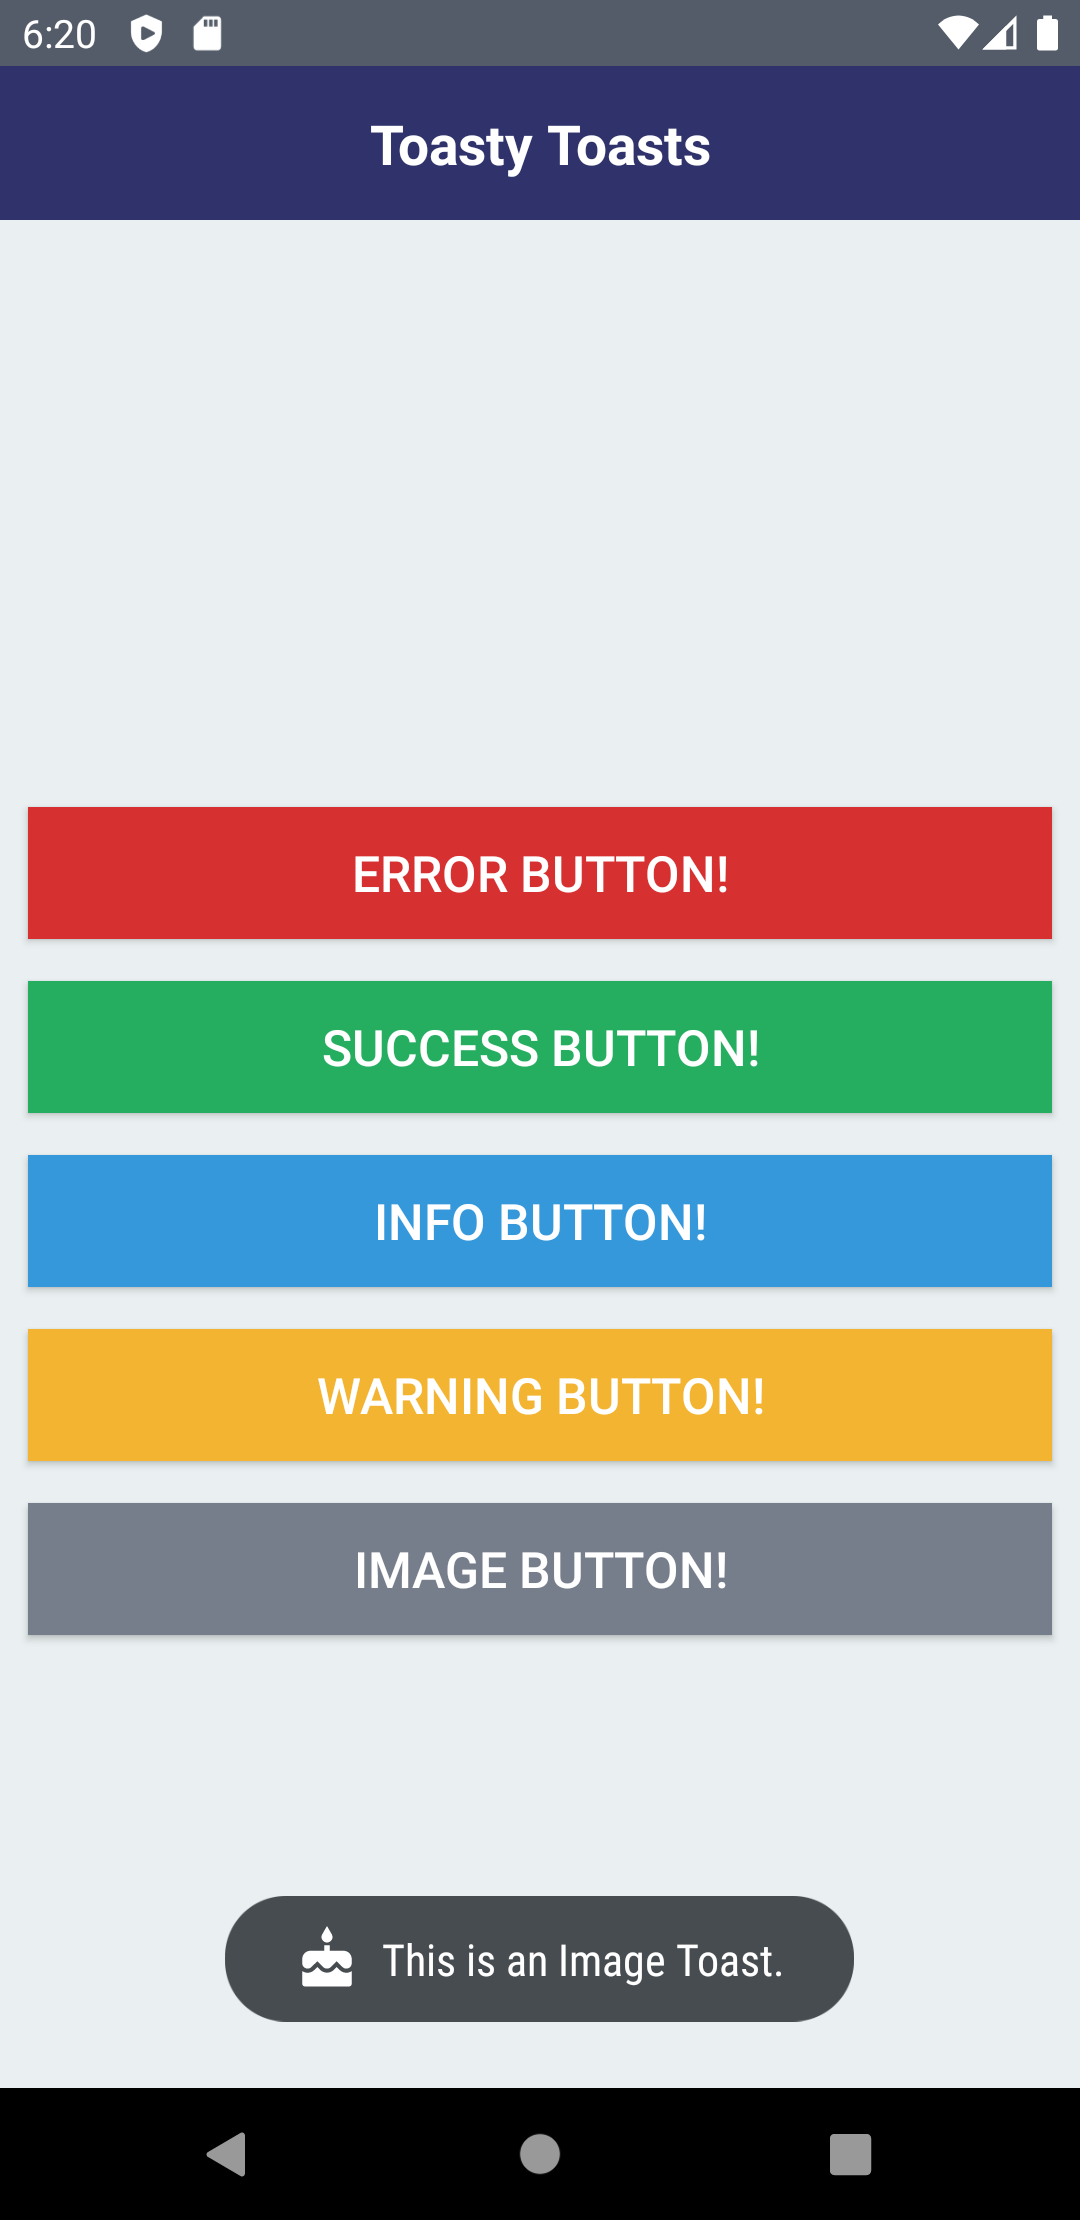 6:20
Toasty Toasts
ERROR BUTTON!
SUCCESS BUTTON!
INFO BUTTON!
WARNING BUTTON!
IMAGE BUTTON!
This is an Image Toast.